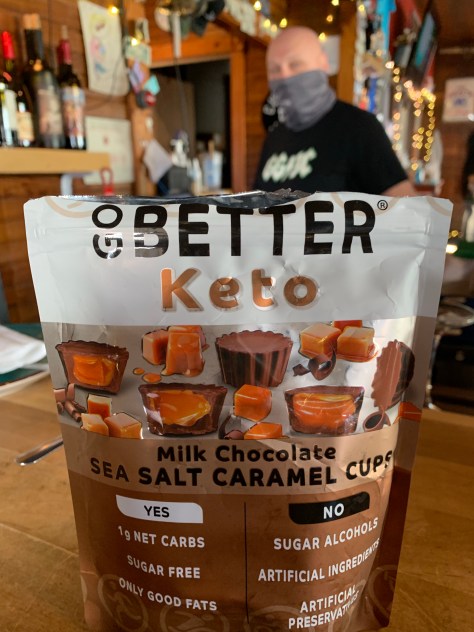 GO BETTER®
Keto
Milk Chocolate
SEA SALT CARAMEL CUPS
YES
1g NET CARBS
SUGAR FREE
ONLY GOOD FATS
NO
SUGAR ALCOHOLS
ARTIFICIAL INGREDIENTS
ARTIFICIAL
PRESERVATIVES